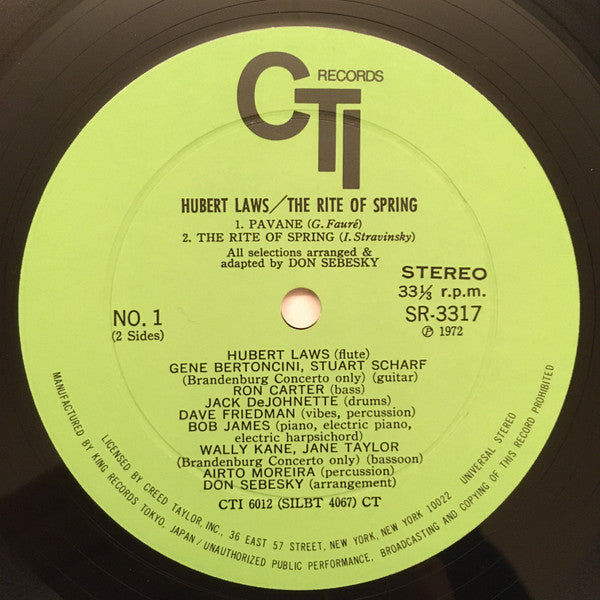 CTI RECORDS
HUBERT LAWS/THE RITE OF SPRING
1. PAVANE (G. Fauré)
2. THE RITE OF SPRING (I. Stravinsky)
All selections arranged &
adapted by DON SEBESKY
STEREO
33⅓ r.p.m.
NO. 1
(2 Sides)
SR-3317
Ⓟ 1972
HUBERT LAWS (flute)
GENE BERTONCINI, STUART SCHARF
(Brandenburg Concerto only) (guitar)
RON CARTER (bass)
JACK DeJOHNETTE (drums)
DAVE FRIEDMAN (vibes, percussion)
BOB JAMES (piano, electric piano,
electric harpsichord)
WALLY KANE, JANE TAYLOR
(Brandenburg Concerto only) (bassoon)
AIRTO MOREIRA (percussion)
DON SEBESKY (arrangement)
CTI 6012 (SILBT 4067) CT
LICENSED BY CREED TAYLOR, INC., 36 EAST 57 STREET, NEW YORK, NEW YORK 10022 UNIVERSAL STEREO
MANUFACTURED BY KING RECORDS TOKYO, JAPAN/UNAUTHORIZED PUBLIC PERFORMANCE, BROADCASTING AND COPYING OF THIS RECORD PROHIBITED